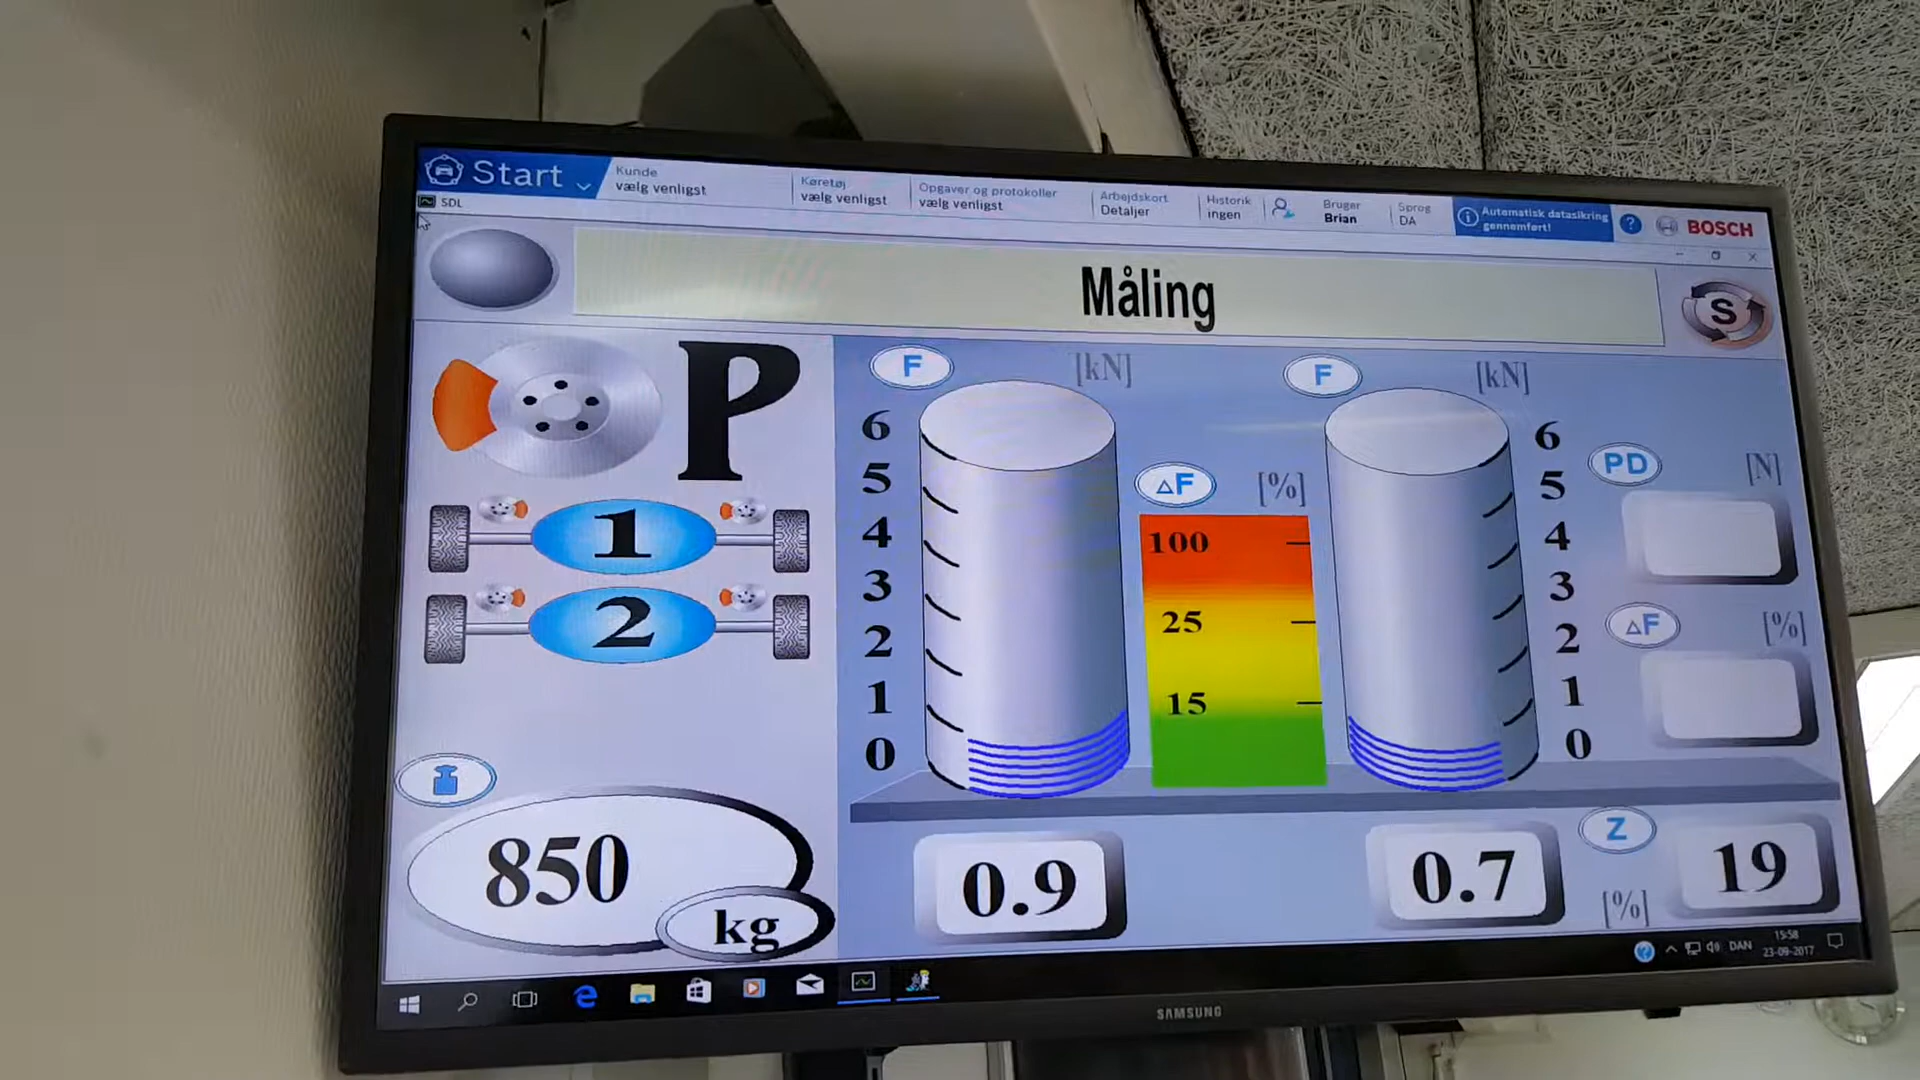 Start
Kunde
vælg venligst
Køretøj
vælg venligst
Opgaver og protokoller
vælg venligst
Arbejdskort
Detaljer
Historik
ingen
Bruger
Brian
Sprog
DA
Automatisk datasikring
gennemført!
?
BOSCH
SDL
Måling
S
P
1
2
850
kg
F
[kN]
6
5
4
3
2
1
0
0.9
ΔF
[%]
100
25
15
F
[kN]
6
5
4
3
2
1
0
0.7
PD
[N]
ΔF
[%]
Z
[%]
19
DAN
15:58
23-09-2017
SAMSUNG